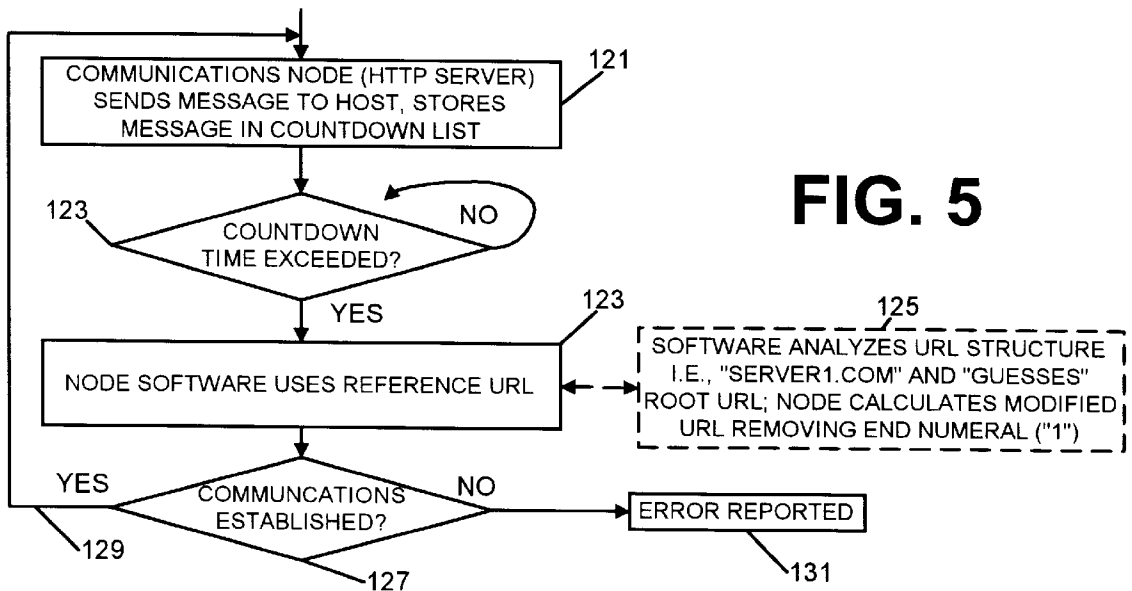 COMMUNICATIONS NODE (HTTP SERVER)
SENDS MESSAGE TO HOST, STORES
MESSAGE IN COUNTDOWN LIST
121
FIG. 5
123
COUNTDOWN
TIME EXCEEDED?
NO
YES
123
NODE SOFTWARE USES REFERENCE URL
125
SOFTWARE ANALYZES URL STRUCTURE
I.E., "SERVER1.COM" AND "GUESSES"
ROOT URL; NODE CALCULATES MODIFIED
URL REMOVING END NUMERAL ("1")
YES
COMMUNCATIONS
ESTABLISHED?
NO
ERROR REPORTED
129
127
131